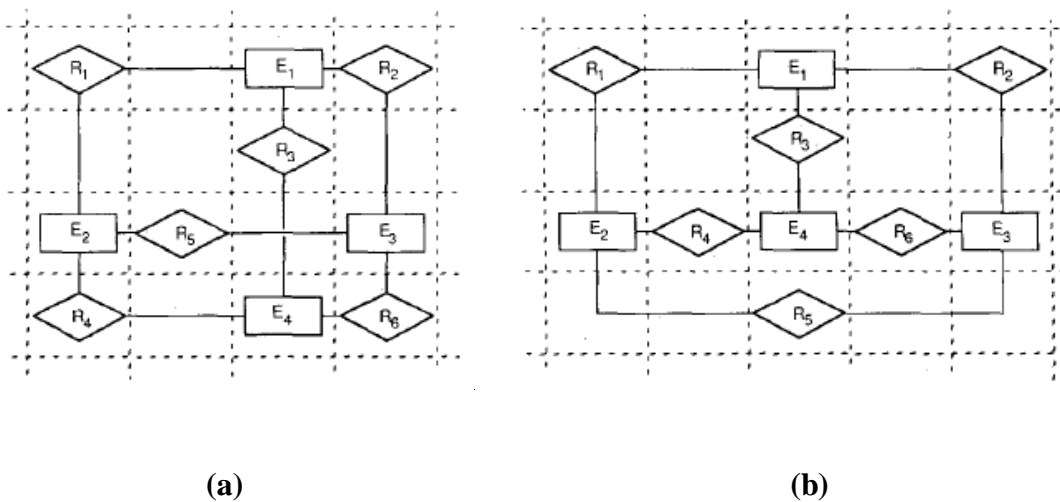 R1 E1 R2 R1 E1 R2
R3 R3
E2 R5 E3 E2 R4 E4 R6 E3
R4 E4 R6 R5
(a) (b)